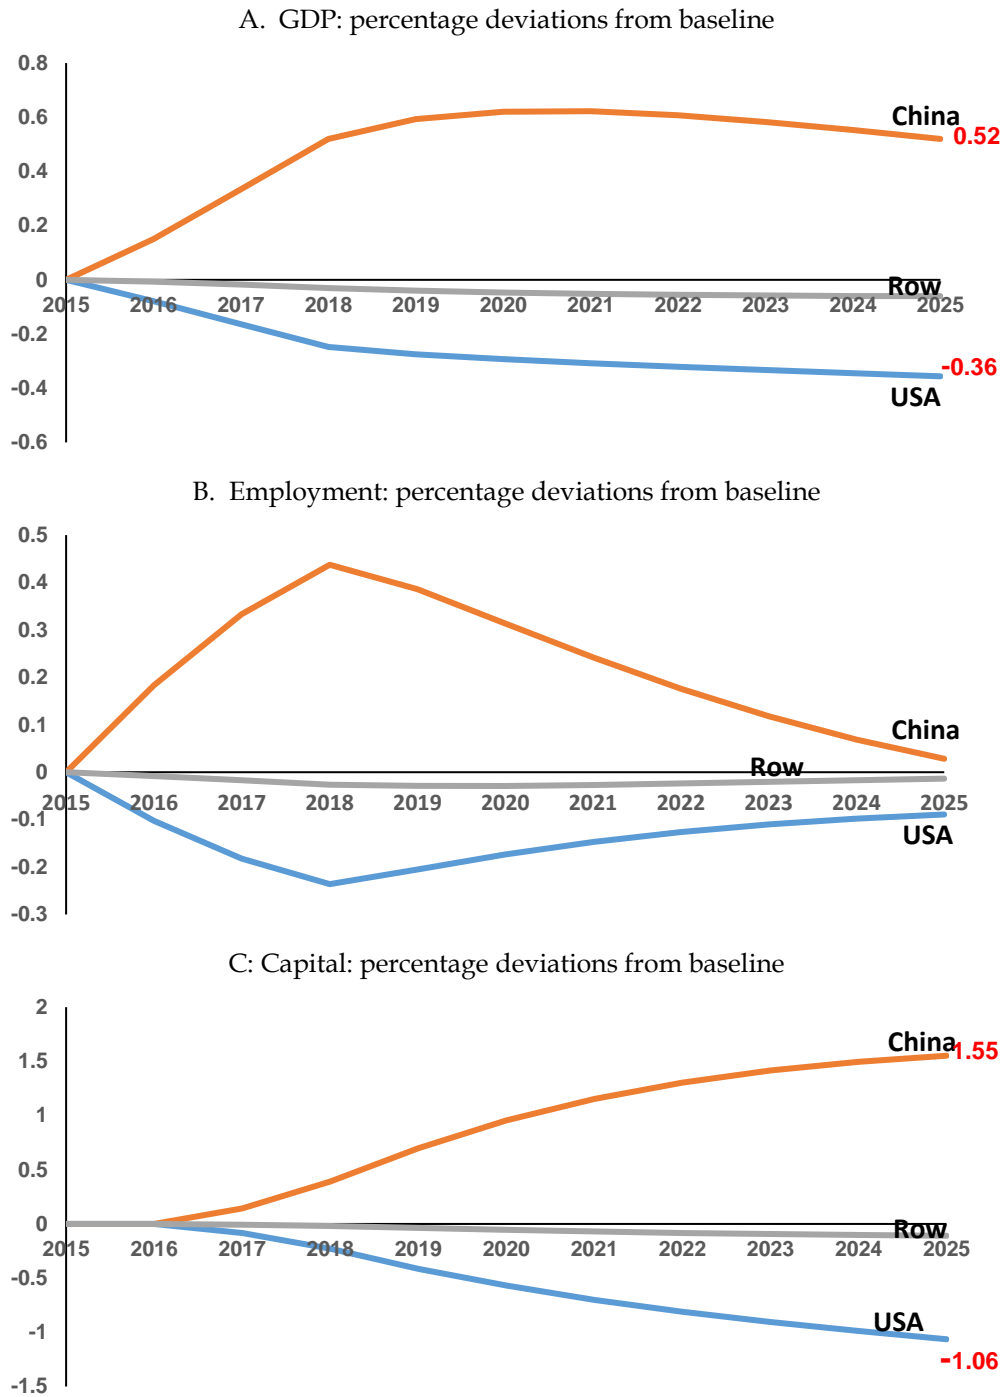 A. GDP: percentage deviations from baseline
0.8
0.6
China
0.52
0.4
0.2
0
Row
2015 2016 2017 2018 2019 2020 2021 2022 2023 2024 2025
-0.2
-0.36
-0.4
USA
-0.6
B. Employment: percentage deviations from baseline
0.5
0.4
0.3
0.2
0.1
China
0
Row
2015 2016 2017 2018 2019 2020 2021 2022 2023 2024 2025
-0.1
USA
-0.2
-0.3
C: Capital: percentage deviations from baseline
2
China
1.55
1.5
1
0.5
0
Row
2015 2016 2017 2018 2019 2020 2021 2022 2023 2024 2025
-0.5
USA
-1
-1.06
-1.5